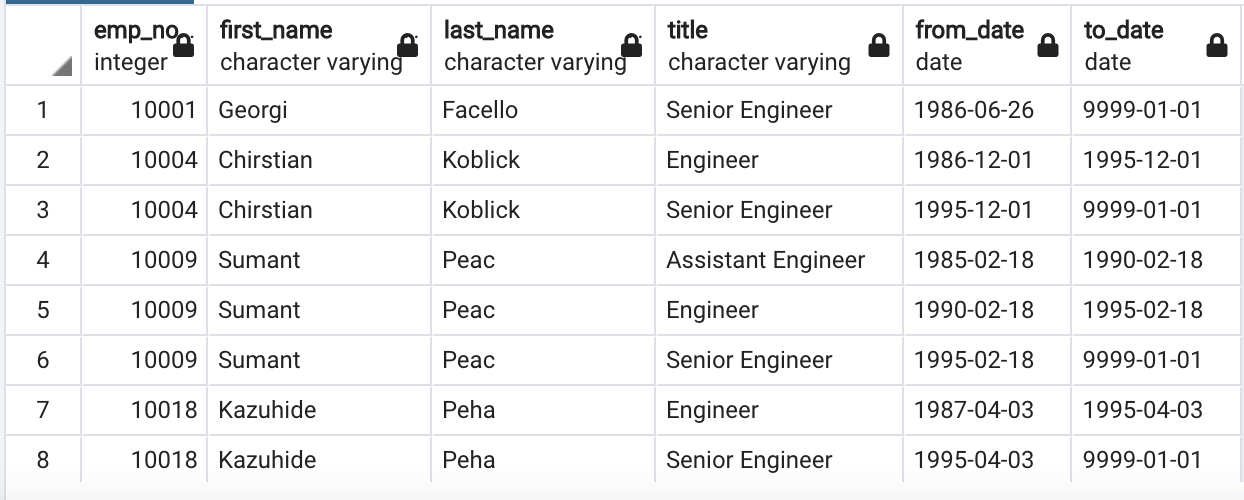 emp_no first_name last_name title from_date to_date
integer character varying character varying character varying date date
1 10001 Georgi Facello Senior Engineer 1986-06-26 9999-01-01
2 10004 Chirstian Koblick Engineer 1986-12-01 1995-12-01
3 10004 Chirstian Koblick Senior Engineer 1995-12-01 9999-01-01
4 10009 Sumant Peac Assistant Engineer 1985-02-18 1990-02-18
5 10009 Sumant Peac Engineer 1990-02-18 1995-02-18
6 10009 Sumant Peac Senior Engineer 1995-02-18 9999-01-01
7 10018 Kazuhide Peha Engineer 1987-04-03 1995-04-03
8 10018 Kazuhide Peha Senior Engineer 1995-04-03 9999-01-01